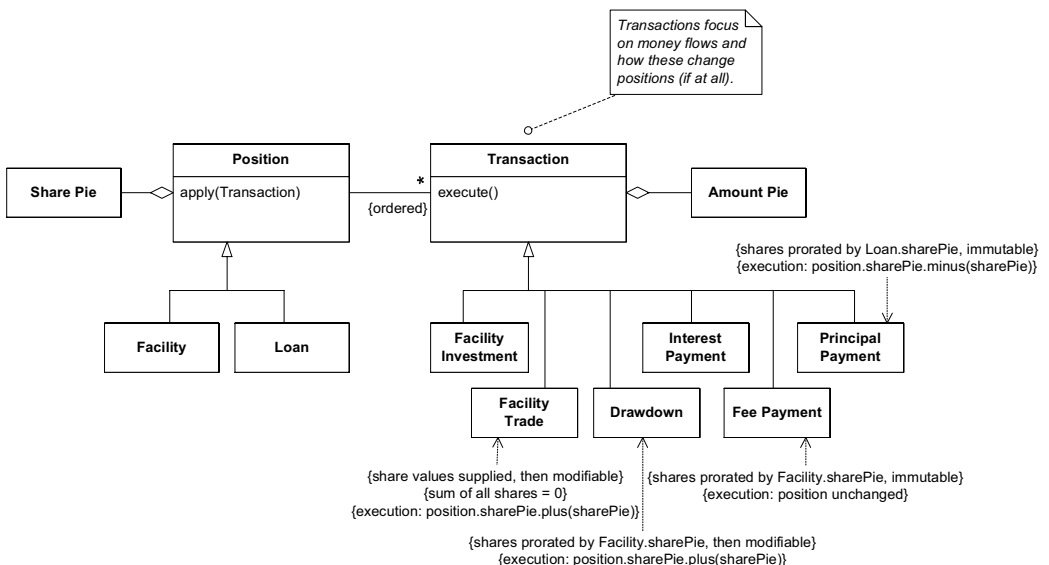 Transactions focus
on money flows and
how these change
positions (if at all).
Position
Transaction
Share Pie
apply(Transaction)
*
{ordered}
execute()
Amount Pie
{shares prorated by Loan.sharePie, immutable}
{execution: position.sharePie.minus(sharePie)}
Facility
Loan
Facility
Investment
Interest
Payment
Principal
Payment
Facility
Trade
Drawdown
Fee Payment
{share values supplied, then modifiable}
{sum of all shares = 0}
{execution: position.sharePie.plus(sharePie)}
{shares prorated by Facility.sharePie, immutable}
{execution: position unchanged}
{shares prorated by Facility.sharePie, then modifiable}
{execution: position.sharePie.plus(sharePie)}